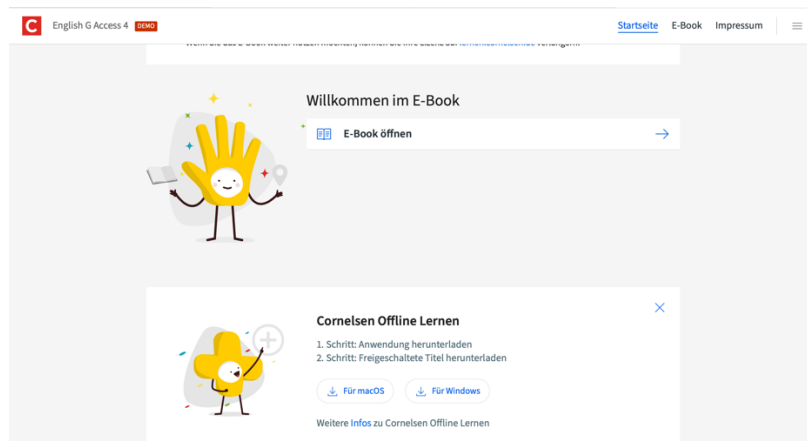 C English G Access 4 DEMO Startseite E-Book Impressum
Willkommen im E-Book
E-Book öffnen
Cornelsen Offline Lernen
1. Schritt: Anwendung herunterladen
2. Schritt: Freigeschaltete Titel herunterladen
Für macOS Für Windows
Weitere Infos zu Cornelsen Offline Lernen